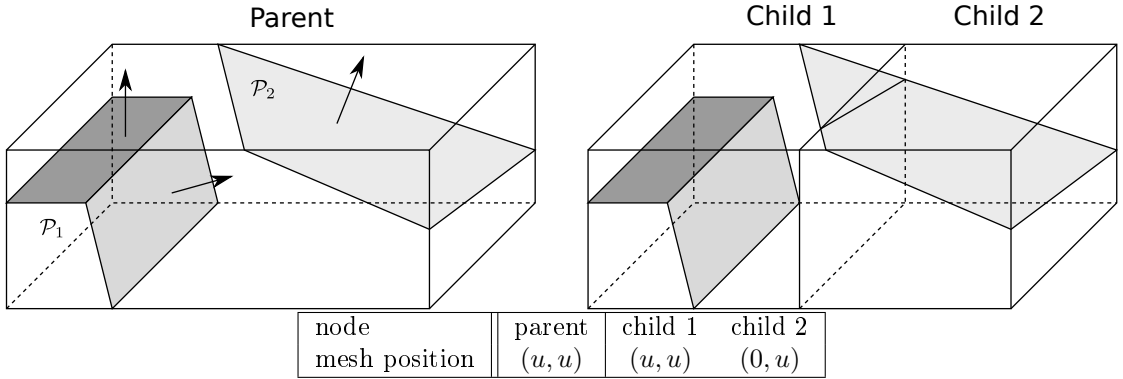 Parent
Child 1 Child 2
𝒫₂
𝒫₁
node parent child 1 child 2
mesh position (u, u) (u, u) (0, u)